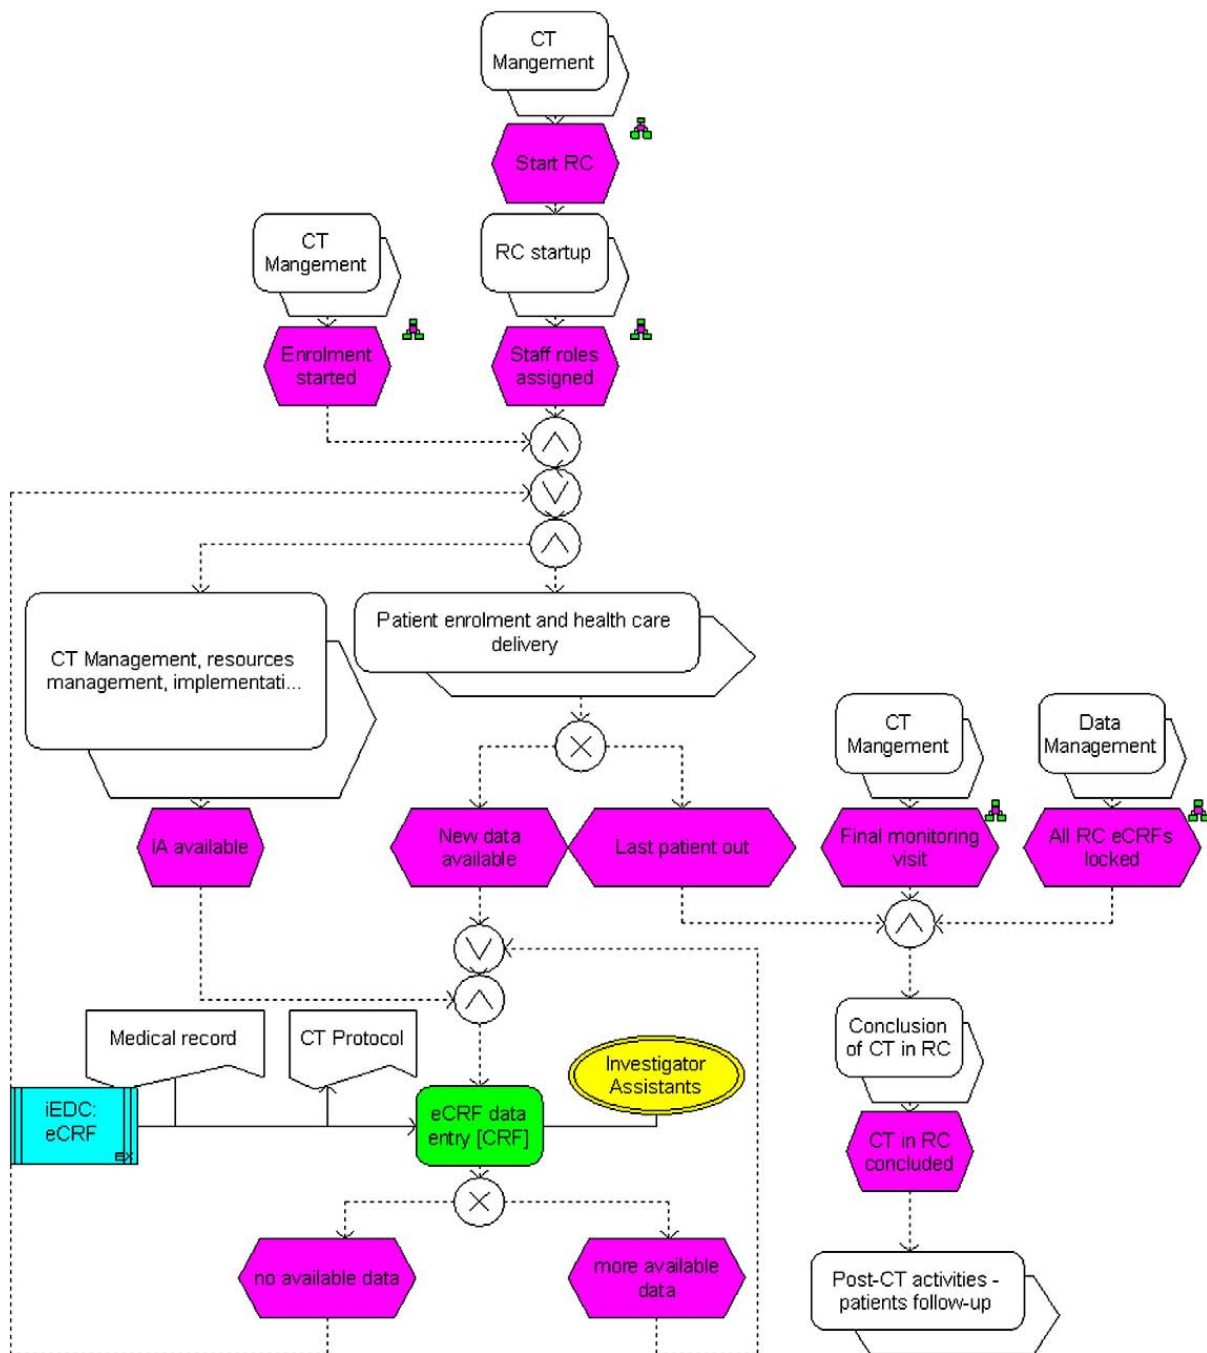 CT
Mangement
Start RC
CT
Mangement
RC startup
Enrolment
started
Staff roles
assigned
CT Management, resources
management, implementati...
Patient enrolment and health care
delivery
CT
Mangement
Data
Management
IA available
New data
available
Last patient out
Final monitoring
visit
All RC eCRFs
locked
Medical record
CT Protocol
Investigator
Assistants
Conclusion
of CT in RC
iEDC:
eCRF
eCRF data
entry [CRF]
CT in RC
concluded
no available data
more available
data
Post-CT activities -
patients follow-up